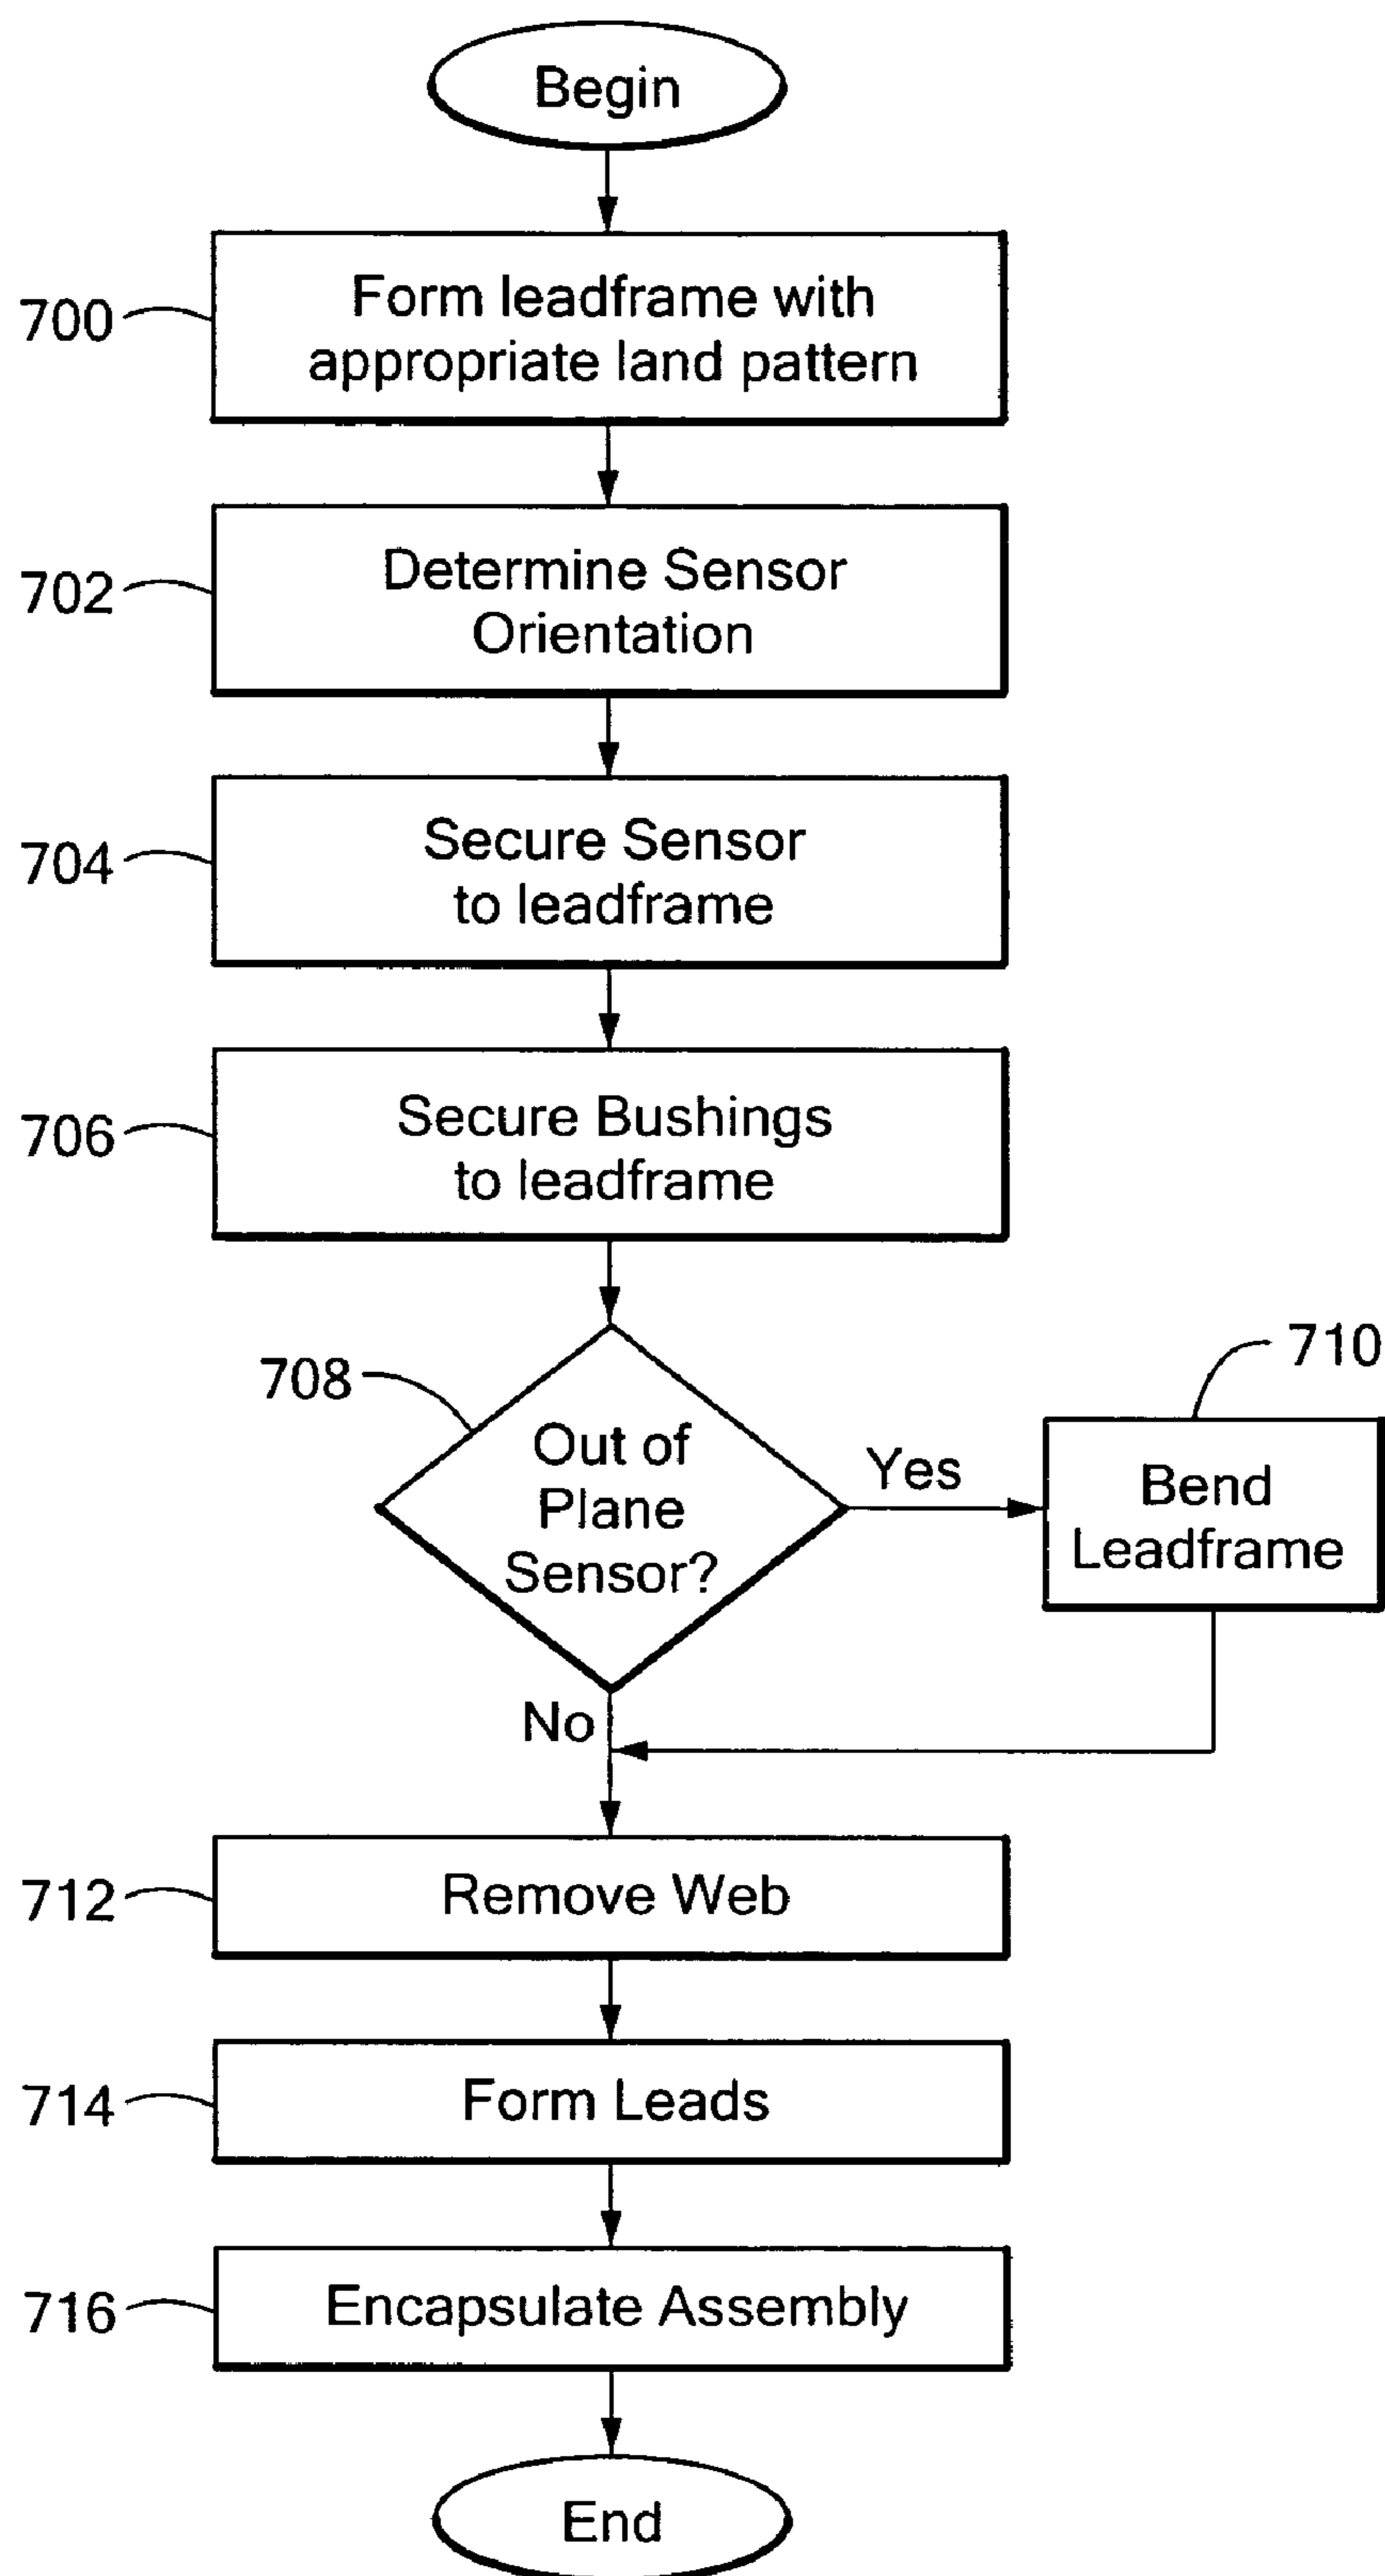 Begin
700
Form leadframe with
appropriate land pattern
702
Determine Sensor
Orientation
704
Secure Sensor
to leadframe
706
Secure Bushings
to leadframe
708
Out of
Plane
Sensor?
Yes
710
Bend
Leadframe
No
712
Remove Web
714
Form Leads
716
Encapsulate Assembly
End